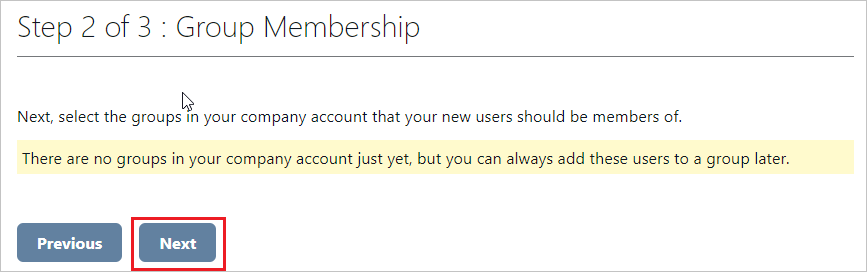 Step 2 of 3 : Group Membership
Next, select the groups in your company account that your new users should be members of.
There are no groups in your company account just yet, but you can always add these users to a group later.
Previous
Next